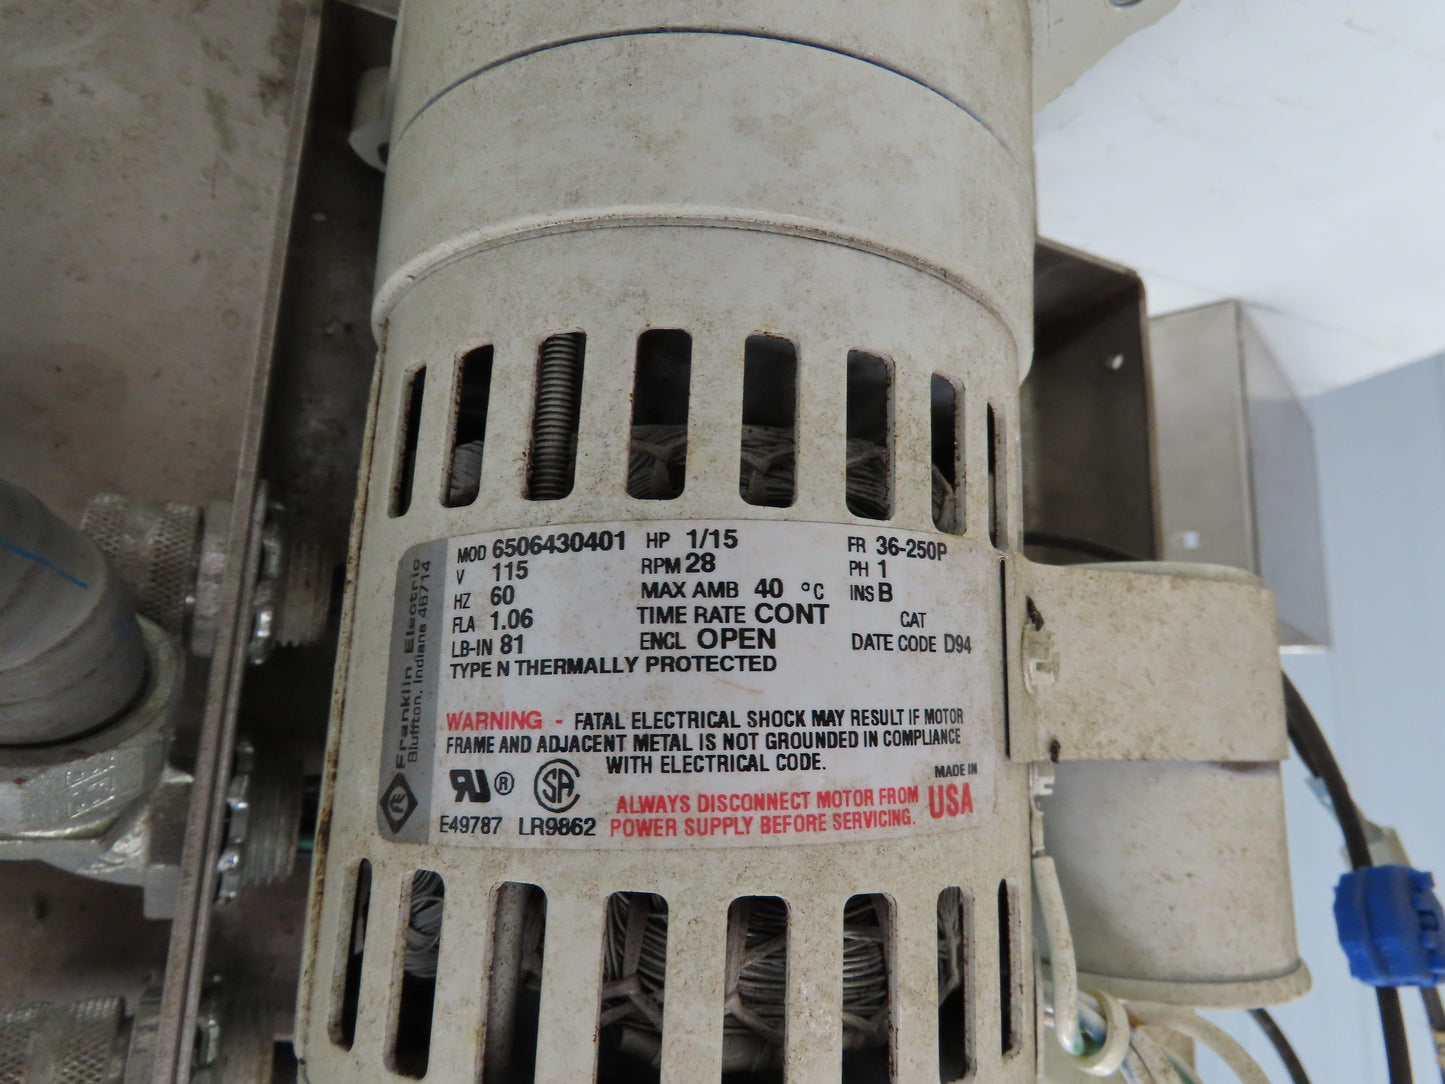 MOD 6506430401 HP 1/15 FR 36-250P
V 115 RPM 28 PH 1
HZ 60 MAX AMB 40 °C INS B
FLA 1.06 TIME RATE CONT CAT
LB-IN 81 ENCL OPEN DATE CODE D94
TYPE N THERMALLY PROTECTED
WARNING - FATAL ELECTRICAL SHOCK MAY RESULT IF MOTOR
FRAME AND ADJACENT METAL IS NOT GROUNDED IN COMPLIANCE
WITH ELECTRICAL CODE.
ALWAYS DISCONNECT MOTOR FROM
POWER SUPPLY BEFORE SERVICING.
MADE IN
USA
RU ® SA
E49787 LR9862
Franklin Electric
Bluffton, Indiana 46714
FE